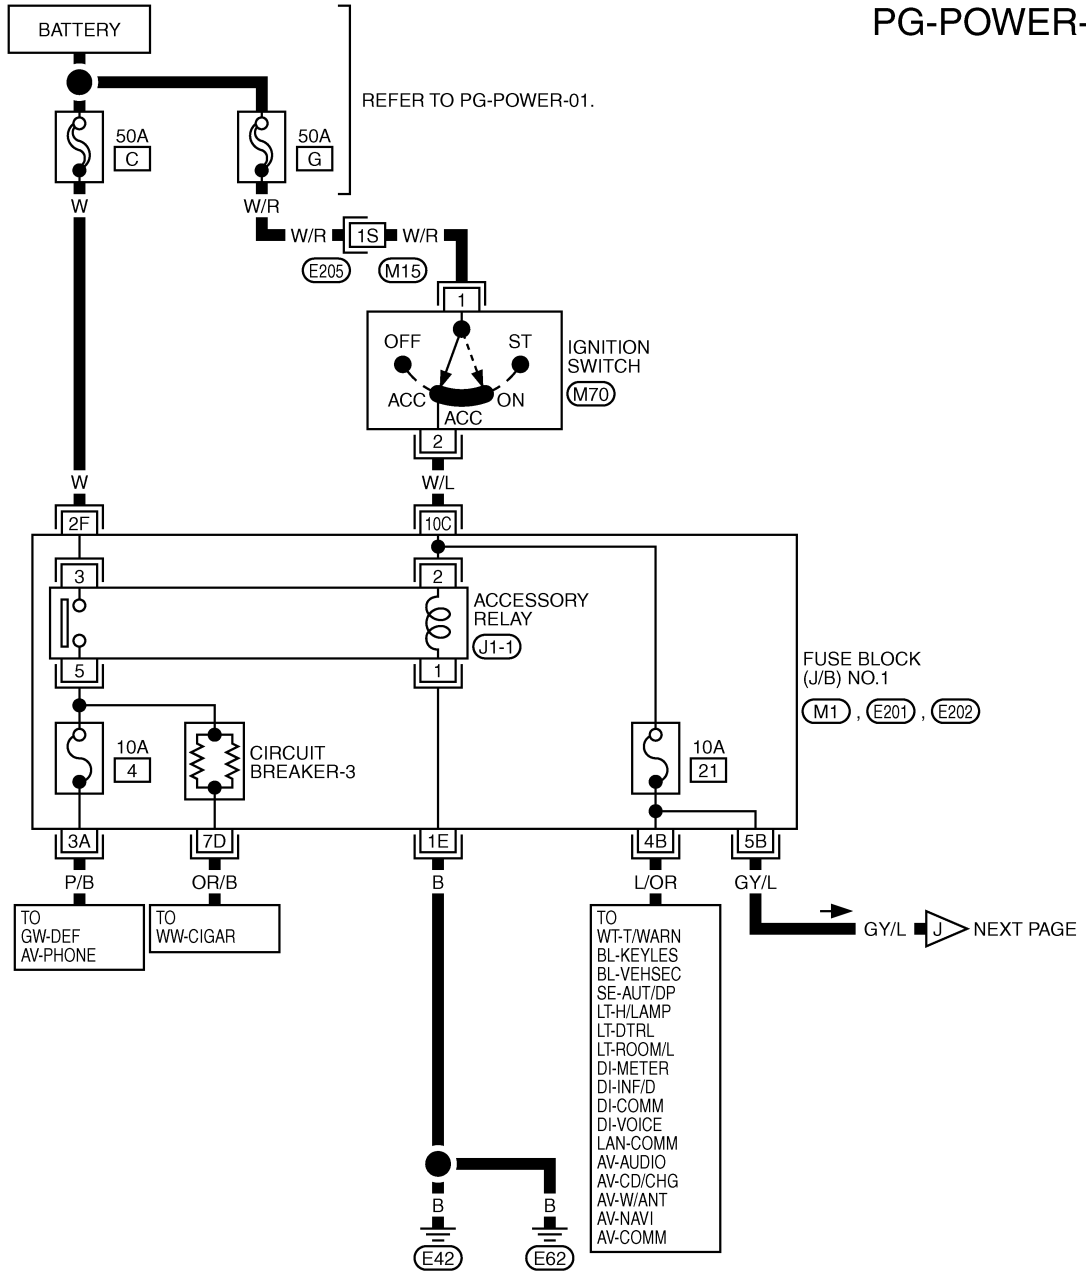 PG-POWER-
BATTERY
REFER TO PG-POWER-01.
50A
C
50A
G
W
W/R
W/R
1S
W/R
E205
M15
1
OFF
ST
IGNITION
SWITCH
M70
ACC
ON
ACC
2
W
W/L
2F
10C
3
2
ACCESSORY
RELAY
J1-1
5
1
FUSE BLOCK
(J/B) NO.1
M1 , E201 , E202
10A
4
CIRCUIT
BREAKER-3
10A
21
3A
7D
1E
4B
5B
P/B
OR/B
B
L/OR
GY/L
TO
GW-DEF
AV-PHONE
TO
WW-CIGAR
GY/L
J
NEXT PAGE
TO
WT-T/WARN
BL-KEYLES
BL-VEHSEC
SE-AUT/DP
LT-H/LAMP
LT-DTRL
LT-ROOM/L
DI-METER
DI-INF/D
DI-COMM
DI-VOICE
LAN-COMM
AV-AUDIO
AV-CD/CHG
AV-W/ANT
AV-NAVI
AV-COMM
B
B
E42
E62